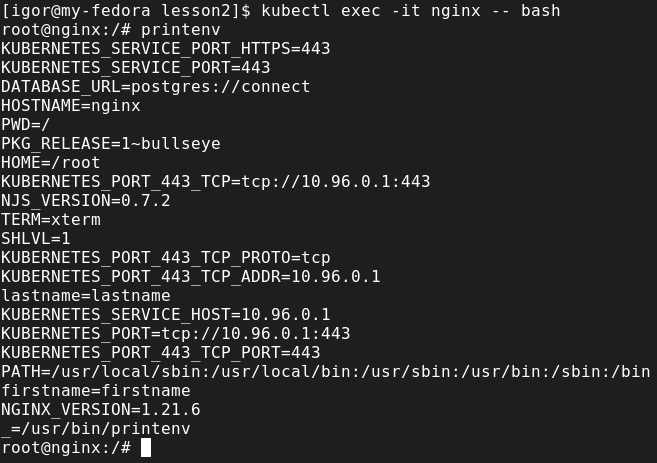 [igor@my-fedora lesson2]$ kubectl exec -it nginx -- bash
root@nginx:/# printenv
KUBERNETES_SERVICE_PORT_HTTPS=443
KUBERNETES_SERVICE_PORT=443
DATABASE_URL=postgres://connect
HOSTNAME=nginx
PWD=/
PKG_RELEASE=1~bullseye
HOME=/root
KUBERNETES_PORT_443_TCP=tcp://10.96.0.1:443
NJS_VERSION=0.7.2
TERM=xterm
SHLVL=1
KUBERNETES_PORT_443_TCP_PROTO=tcp
KUBERNETES_PORT_443_TCP_ADDR=10.96.0.1
lastname=lastname
KUBERNETES_SERVICE_HOST=10.96.0.1
KUBERNETES_PORT=tcp://10.96.0.1:443
KUBERNETES_PORT_443_TCP_PORT=443
PATH=/usr/local/sbin:/usr/local/bin:/usr/sbin:/usr/bin:/sbin:/bin
firstname=firstname
NGINX_VERSION=1.21.6
_=/usr/bin/printenv
root@nginx:/#